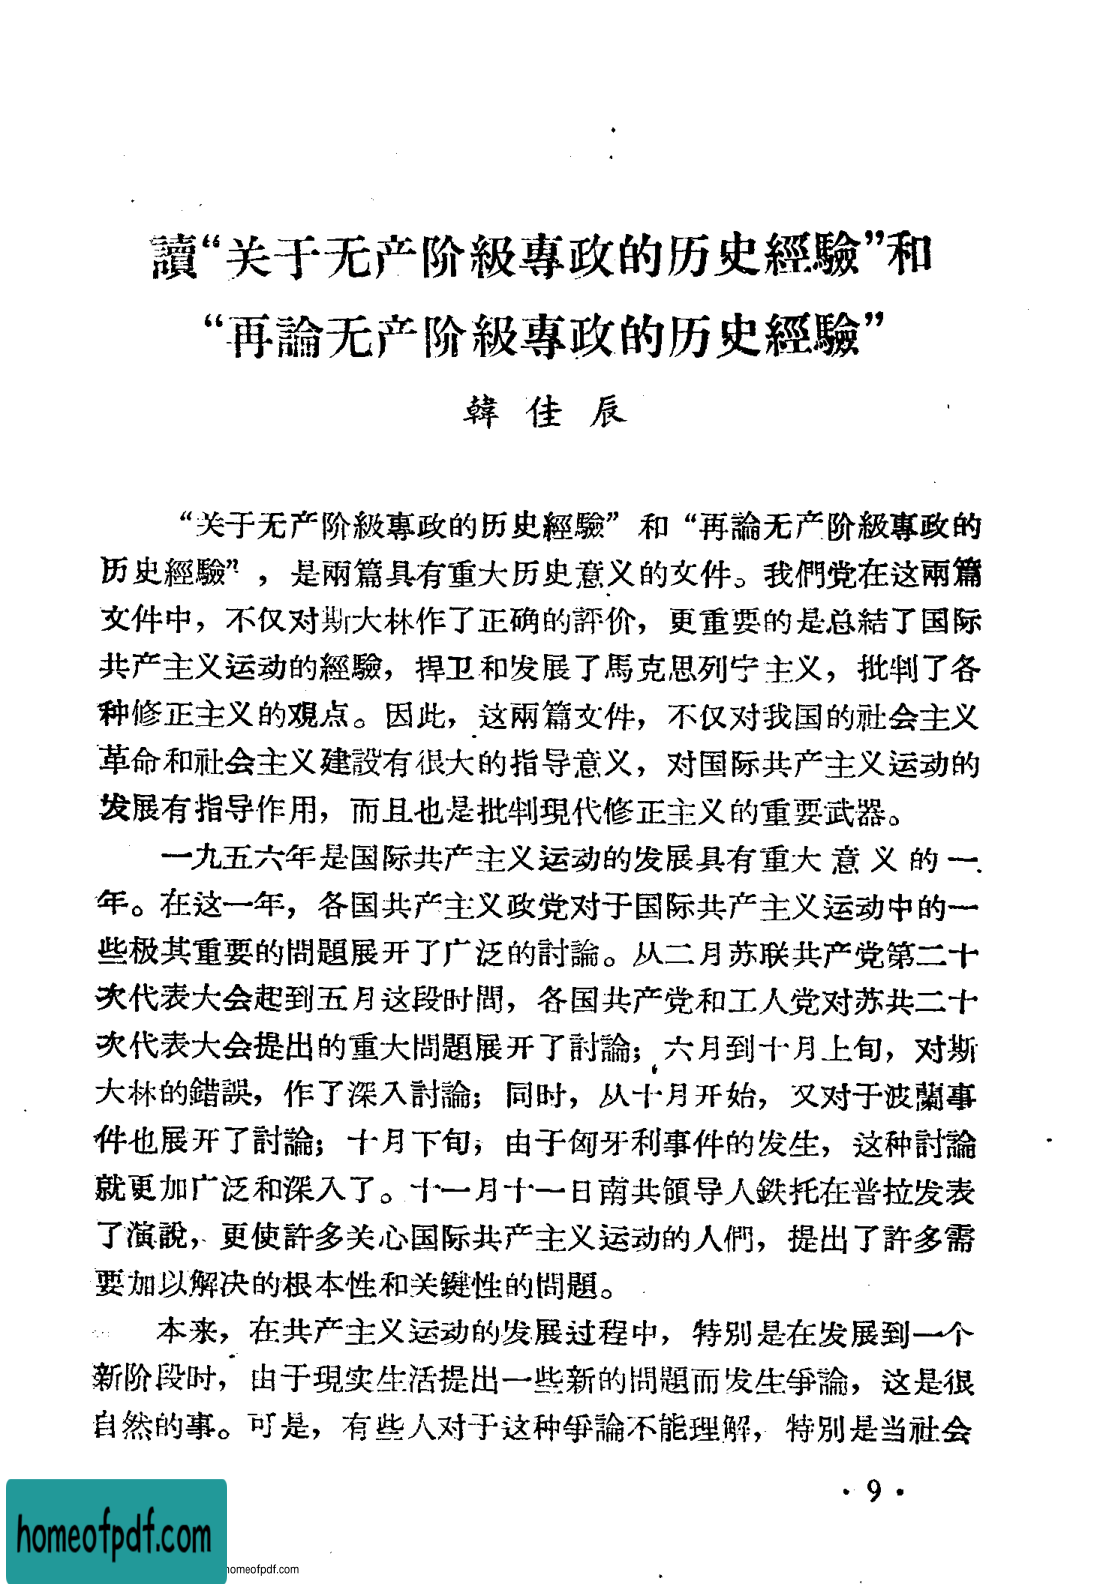 讀“关于无产阶級專政的历史經驗”和
“再論无产阶級專政的历史經驗”
韓佳辰
“关于无产阶級專政的历史經驗”和“再論无产阶級專政的
历史經驗”，是兩篇具有重大历史意义的文件。我們党在这兩篇
文件中，不仅对斯大林作了正确的評价，更重要的是总結了国际
共产主义运动的經驗，捍卫和发展了馬克思列宁主义，批判了各
种修正主义的观点。因此，这兩篇文件，不仅对我国的社会主义
革命和社会主义建設有很大的指导意义，对国际共产主义运动的
发展有指导作用，而且也是批判現代修正主义的重要武器。
一九五六年是国际共产主义运动的发展具有重大意义的一
年。在这一年，各国共产主义政党对于国际共产主义运动中的一
些极其重要的問題展开了广泛的討論。从二月苏联共产党第二十
次代表大会起到五月这段时間，各国共产党和工人党对苏共二十
次代表大会提出的重大問題展开了討論；六月到十月上旬，对斯
大林的錯誤，作了深入討論；同时，从十月开始，又对于波蘭事
件也展开了討論；十月下旬，由于匈牙利事件的发生，这种討論
就更加广泛和深入了。十一月十一日南共領导人鉄托在普拉发表
了演說，更使許多关心国际共产主义运动的人們，提出了許多需
要加以解决的根本性和关鍵性的問題。
本来，在共产主义运动的发展过程中，特別是在发展到一个
新阶段时，由于現实生活提出一些新的問題而发生爭論，这是很
自然的事。可是，有些人对于这种爭論不能理解，特別是当社会
· 9 ·
homeofpdf.com
homeofpdf.com